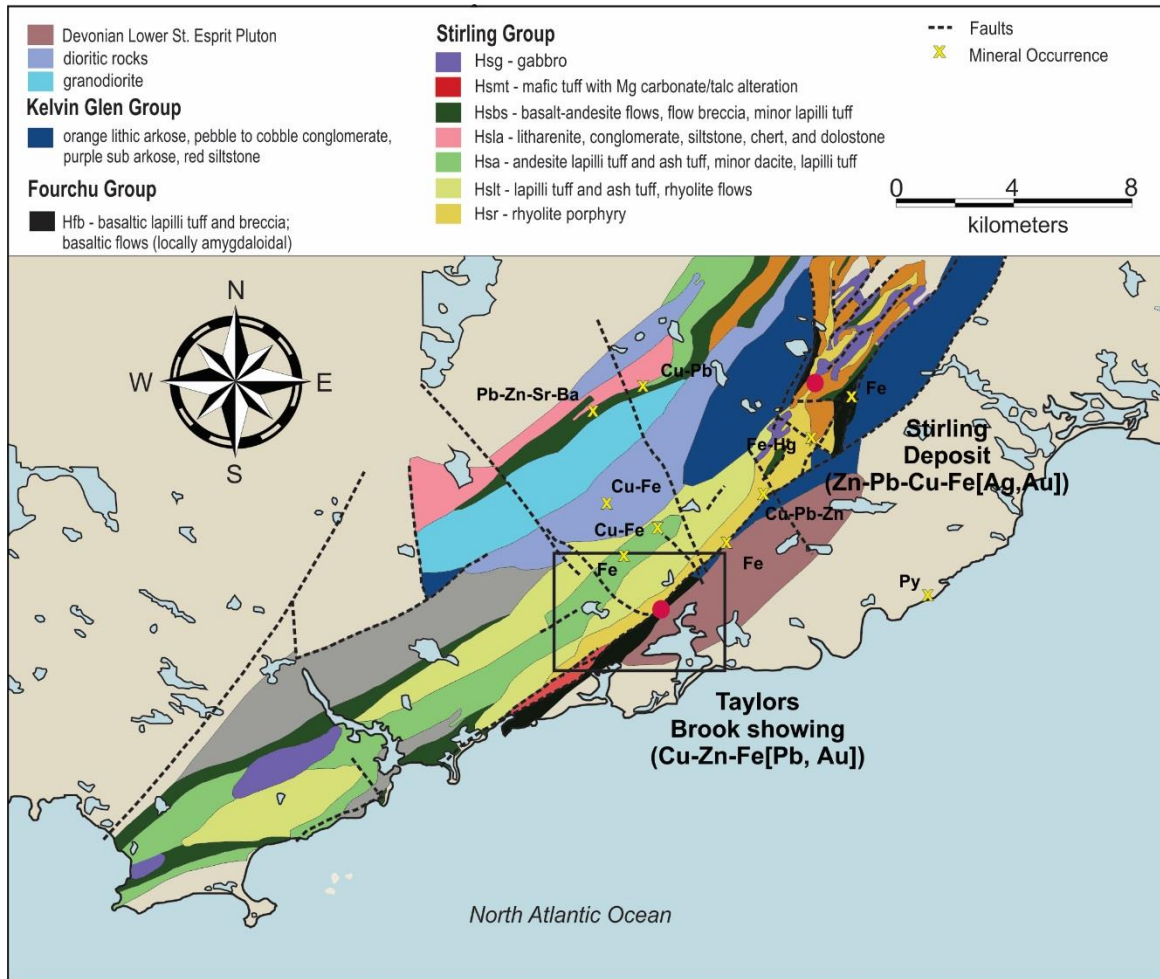 Devonian Lower St. Esprit Pluton
dioritic rocks
granodiorite
Kelvin Glen Group
orange lithic arkose, pebble to cobble conglomerate,
purple sub arkose, red siltstone
Fourchu Group
Hfb - basaltic lapilli tuff and breccia;
basaltic flows (locally amygdaloidal)
Stirling Group
Hsg - gabbro
Hsmt - mafic tuff with Mg carbonate/talc alteration
Hsbs - basalt-andesite flows, flow breccia, minor lapilli tuff
Hsla - litharenite, conglomerate, siltstone, chert, and dolostone
Hsa - andesite lapilli tuff and ash tuff, minor dacite, lapilli tuff
Hslt - lapilli tuff and ash tuff, rhyolite flows
Hsr - rhyolite porphyry
Faults
x Mineral Occurrence
0 4 8
kilometers
N
W E
S
Cu-Pb
Pb-Zn-Sr-Ba
Fe
Stirling
Deposit
(Zn-Pb-Cu-Fe[Ag,Au])
Fe-Hg
Cu-Fe
Cu-Pb-Zn
Cu-Fe
Fe
Fe
Py
Taylors
Brook showing
(Cu-Zn-Fe[Pb, Au])
North Atlantic Ocean